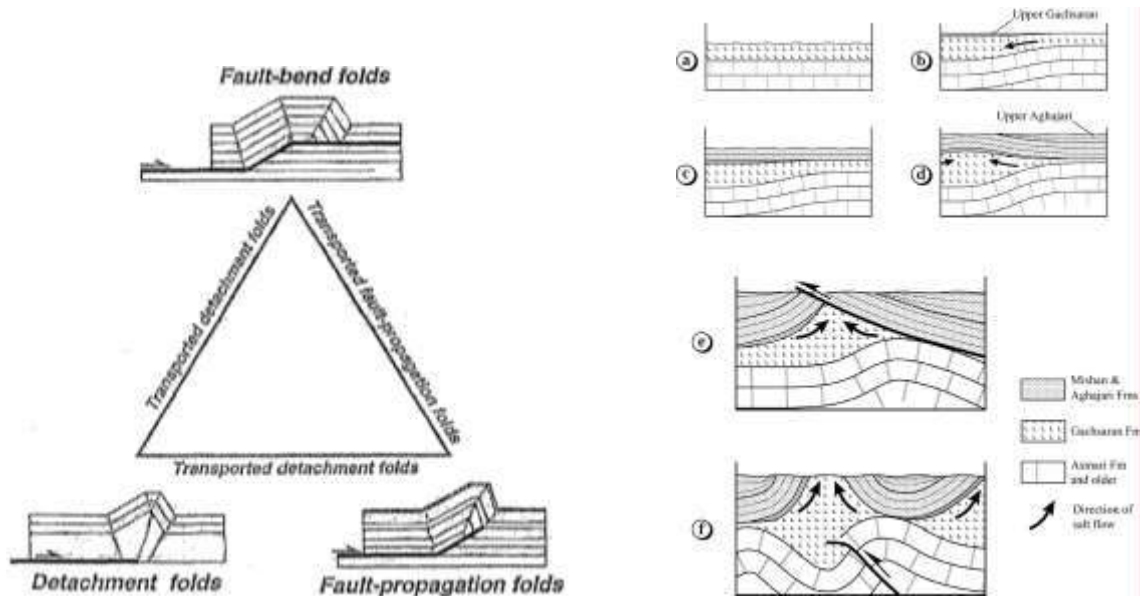 Fault-bend folds
Transported detachment folds
Transported fault-propagation folds
Transported detachment folds
Detachment folds
Fault-propagation folds
Upper Gachsaran
a
b
Upper Aghajari
c
d
e
f
Mishan &
Aghajari Fms
Gachsaran Fm
Asmari Fm
and older
Direction of
salt flow